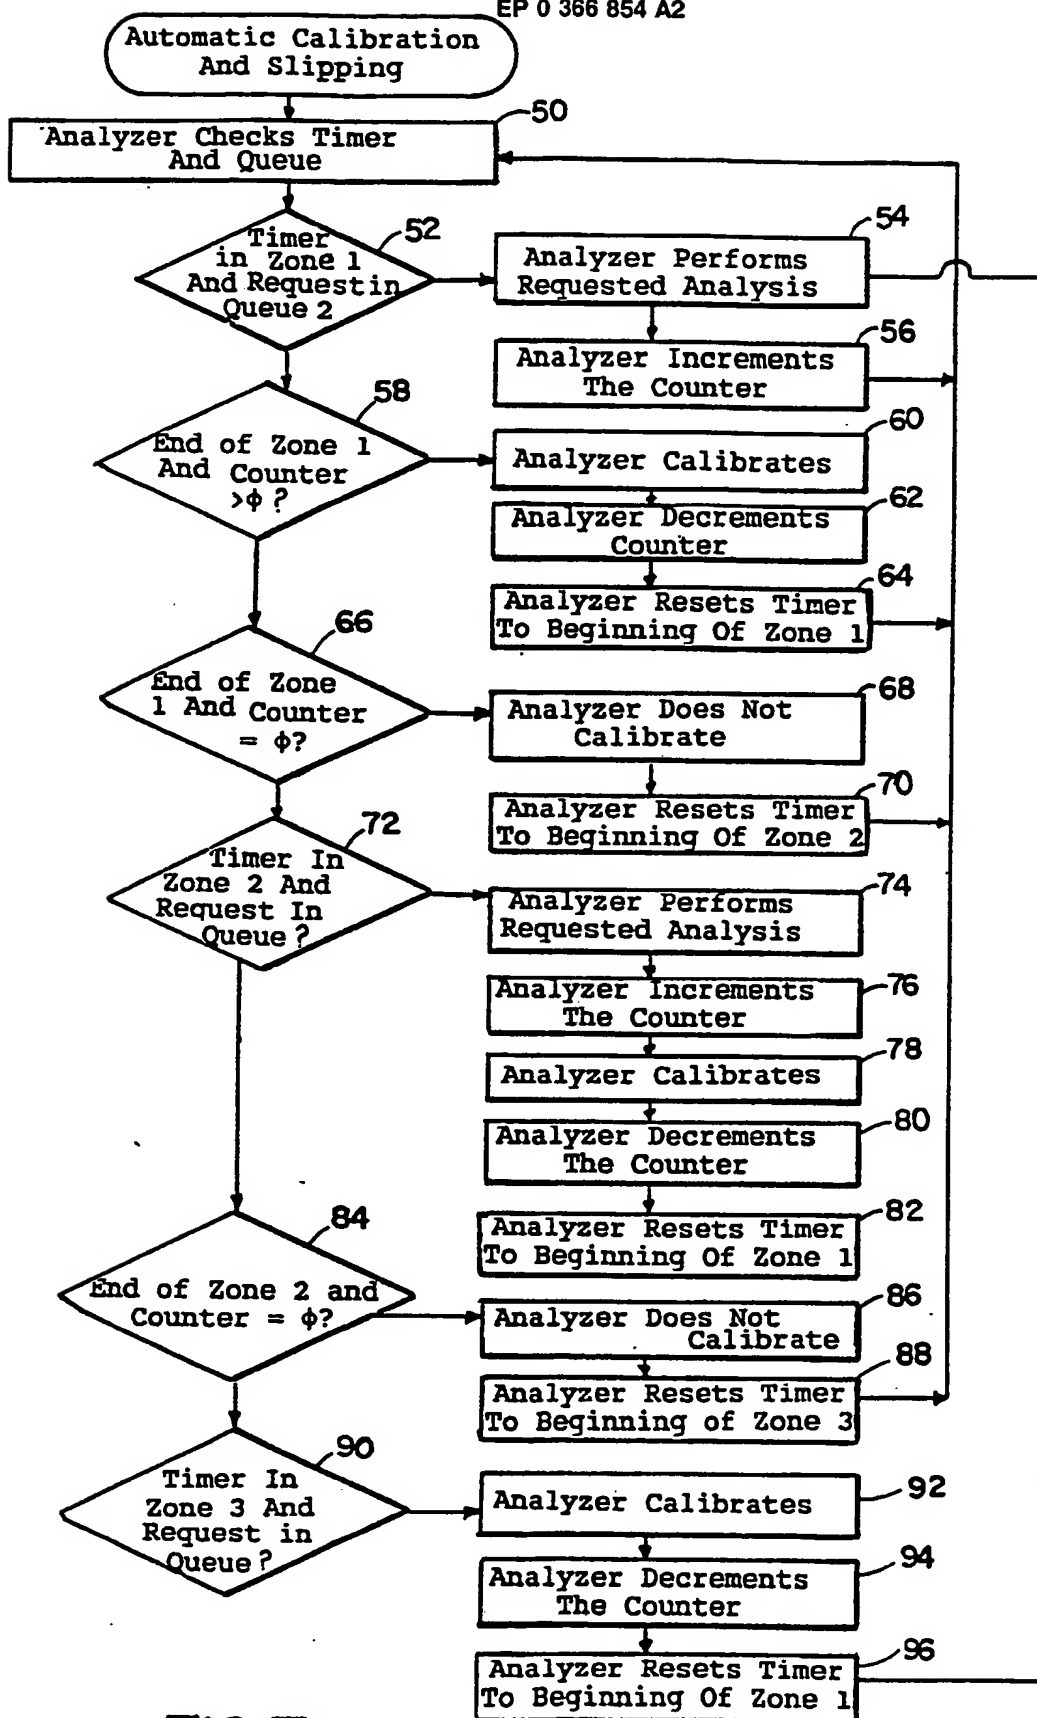 EP 0 366 854 A2
Automatic Calibration
And Slipping
50
Analyzer Checks Timer
And Queue
52
Timer
in Zone 1
And Request in
Queue 2
54
Analyzer Performs
Requested Analysis
56
Analyzer Increments
The Counter
58
End of Zone 1
And Counter
>ϕ ?
60
Analyzer Calibrates
62
Analyzer Decrements
Counter
64
Analyzer Resets Timer
To Beginning Of Zone 1
66
End of Zone
1 And Counter
= ϕ?
68
Analyzer Does Not
Calibrate
70
Analyzer Resets Timer
To Beginning Of Zone 2
72
Timer In
Zone 2 And
Request In
Queue ?
74
Analyzer Performs
Requested Analysis
76
Analyzer Increments
The Counter
78
Analyzer Calibrates
80
Analyzer Decrements
The Counter
82
Analyzer Resets Timer
To Beginning Of Zone 1
84
End of Zone 2 and
Counter = ϕ?
86
Analyzer Does Not
Calibrate
88
Analyzer Resets Timer
To Beginning of Zone 3
90
Timer In
Zone 3 And
Request in
Queue ?
92
Analyzer Calibrates
94
Analyzer Decrements
The Counter
96
Analyzer Resets Timer
To Beginning Of Zone 1